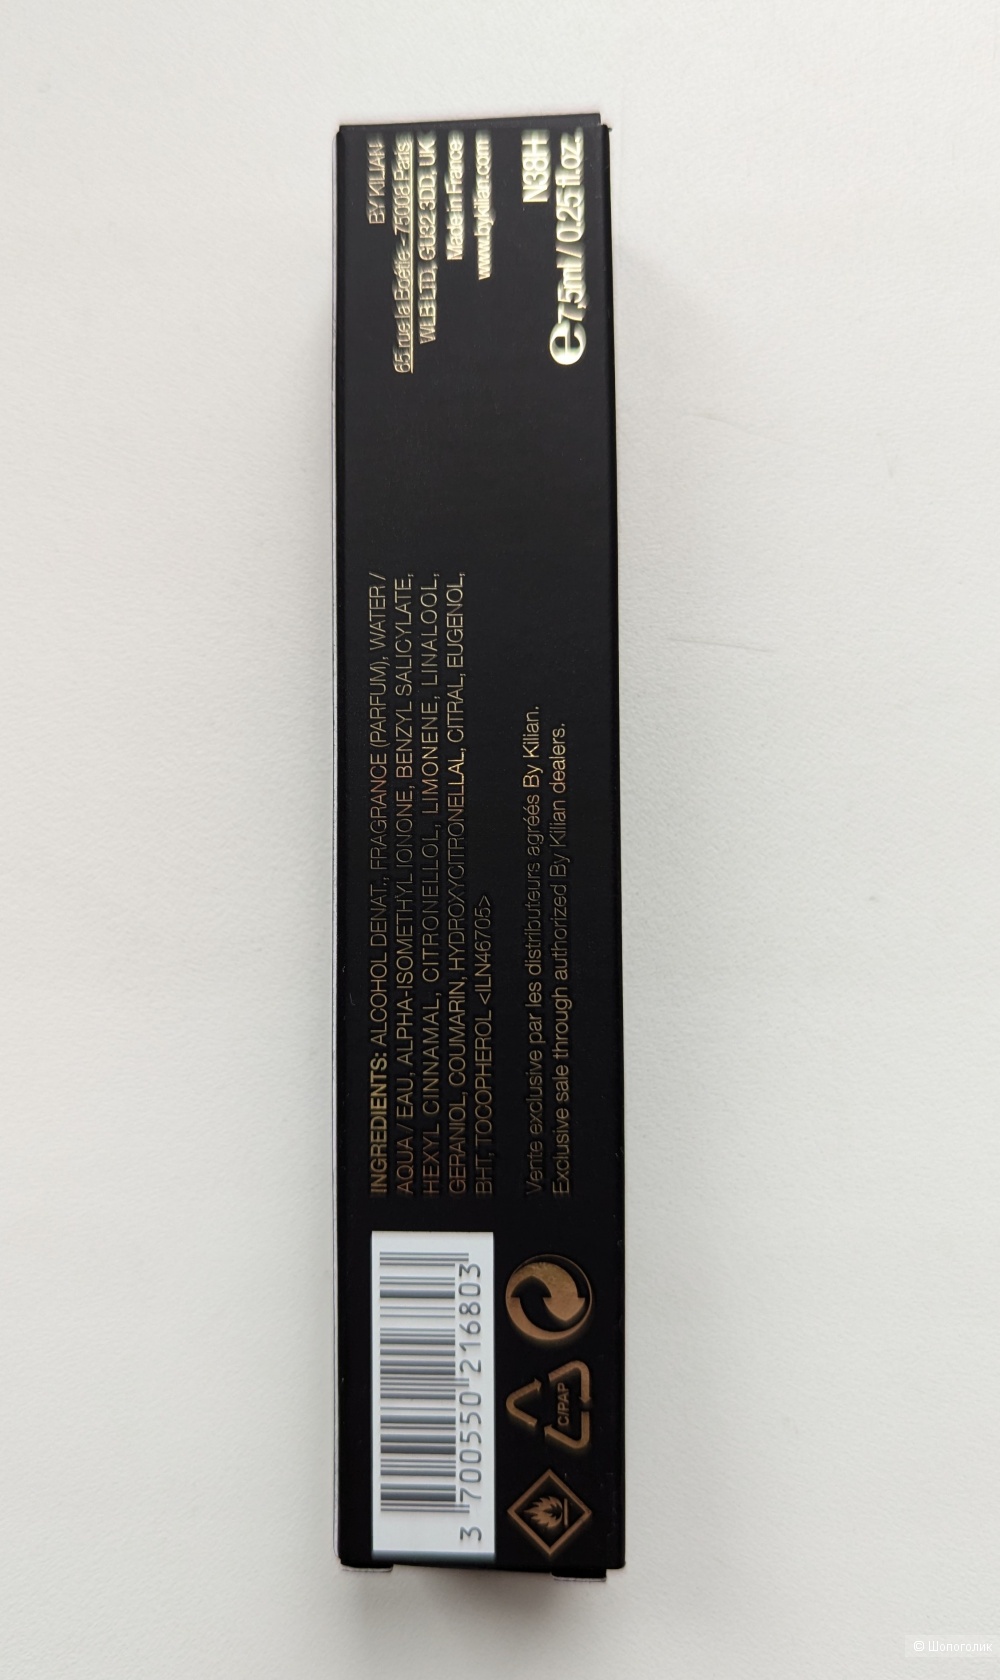 BY KILIAN
65 rue la Boétie - 75008 Paris
WLB LTD, GU32 3DD, UK
Made in France
www.bykilian.com
N38H
e 7,5ml / 0.25 fl.oz.
INGREDIENTS: ALCOHOL DENAT., FRAGRANCE (PARFUM), WATER /
AQUA / EAU, ALPHA-ISOMETHYL IONONE, BENZYL SALICYLATE,
HEXYL CINNAMAL, CITRONELLOL, LIMONENE, LINALOOL,
GERANIOL, COUMARIN, HYDROXYCITRONELLAL, CITRAL, EUGENOL,
BHT, TOCOPHEROL <ILN46705>
Vente exclusive par les distributeurs agréés By Kilian.
Exclusive sale through authorized By Kilian dealers.
3 700550 216803
C/PAP
© Шопоголик